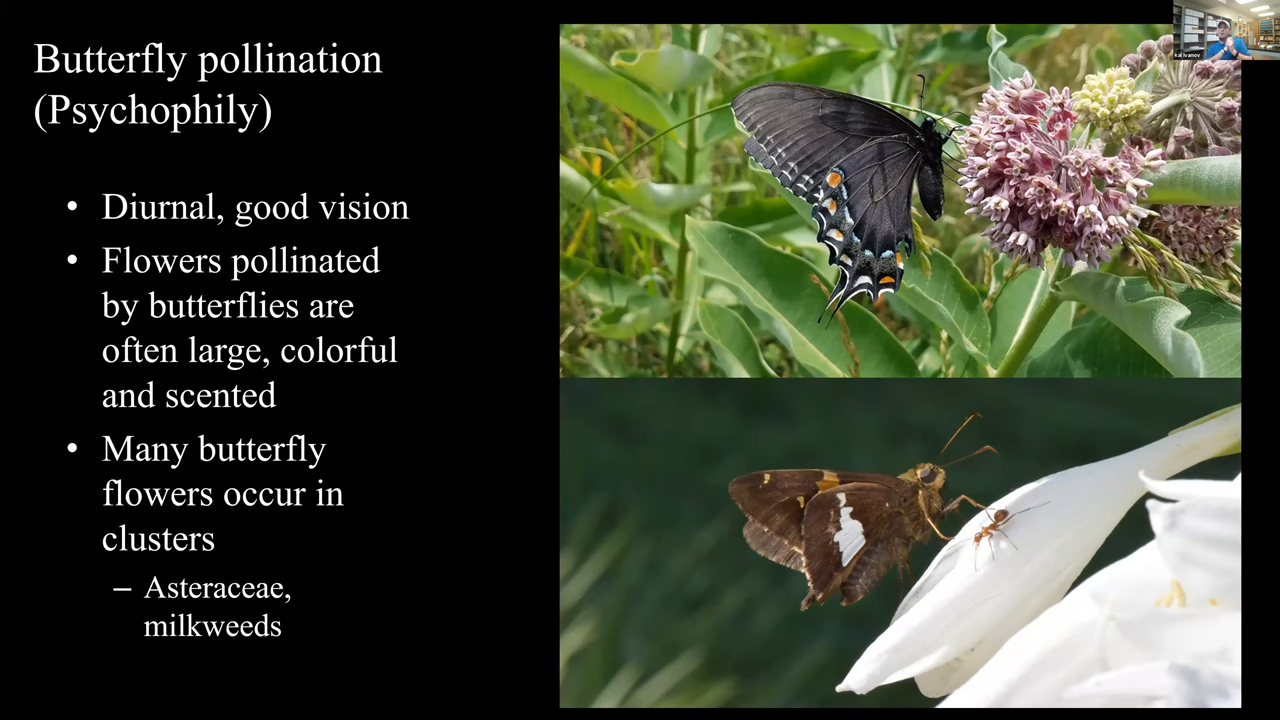 Butterfly pollination
(Psychophily)
• Diurnal, good vision
• Flowers pollinated
by butterflies are
often large, colorful
and scented
• Many butterfly
flowers occur in
clusters
– Asteraceae,
milkweeds